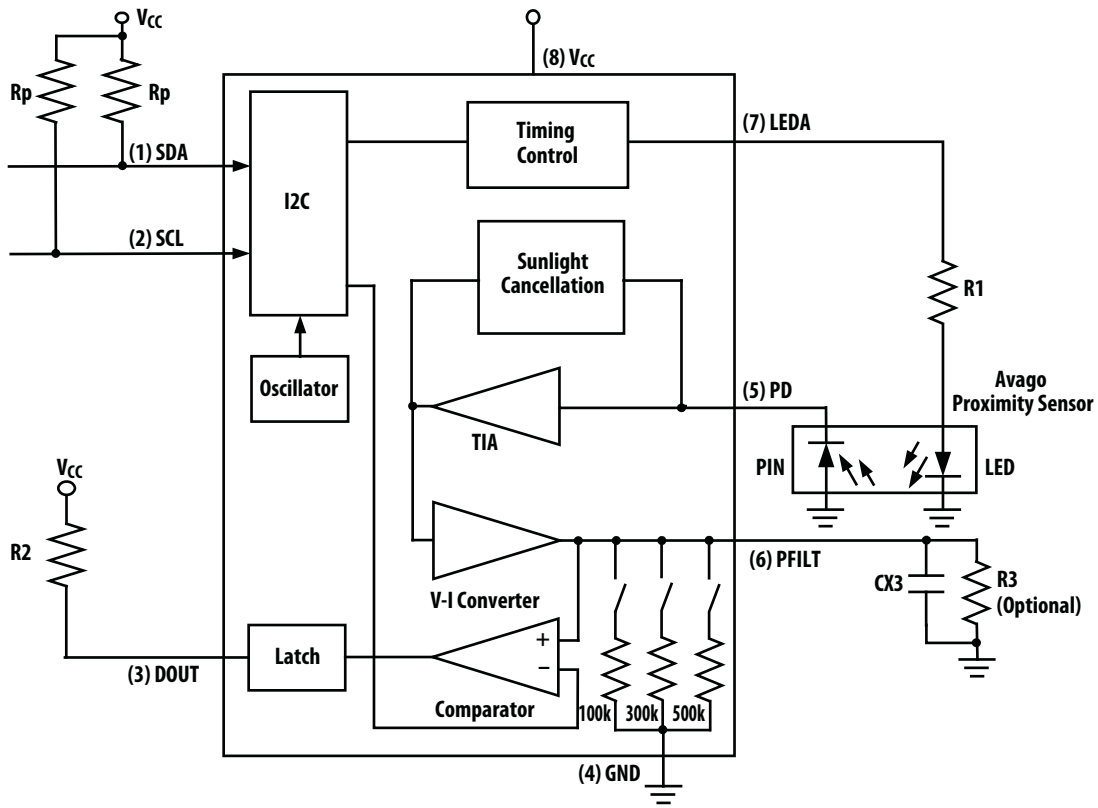 VCC
(8) VCC
Rp
Rp
Timing
Control
(7) LEDA
(1) SDA
I2C
(2) SCL
Sunlight
Cancellation
R1
Oscillator
(5) PD
Avago
Proximity Sensor
TIA
PIN
LED
VCC
R2
(6) PFILT
CX3
R3
(Optional)
V-I Converter
+
Latch
–
(3) DOUT
Comparator
100k
300k
500k
(4) GND